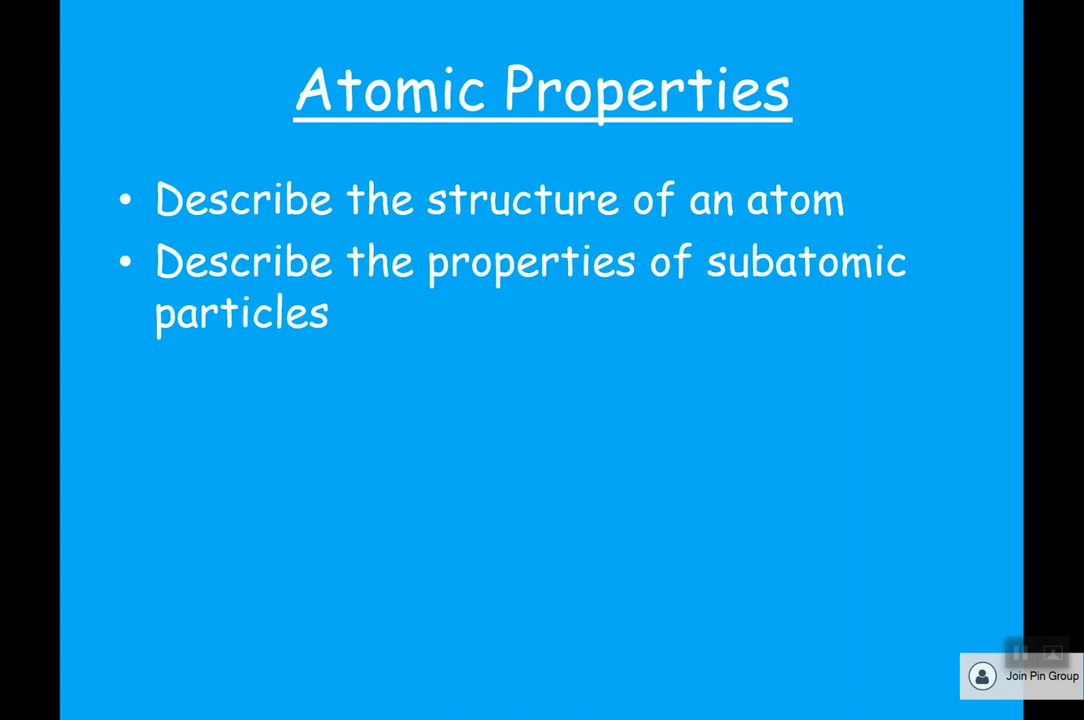 Atomic Properties
• Describe the structure of an atom
• Describe the properties of subatomic
particles
Join Pin Group